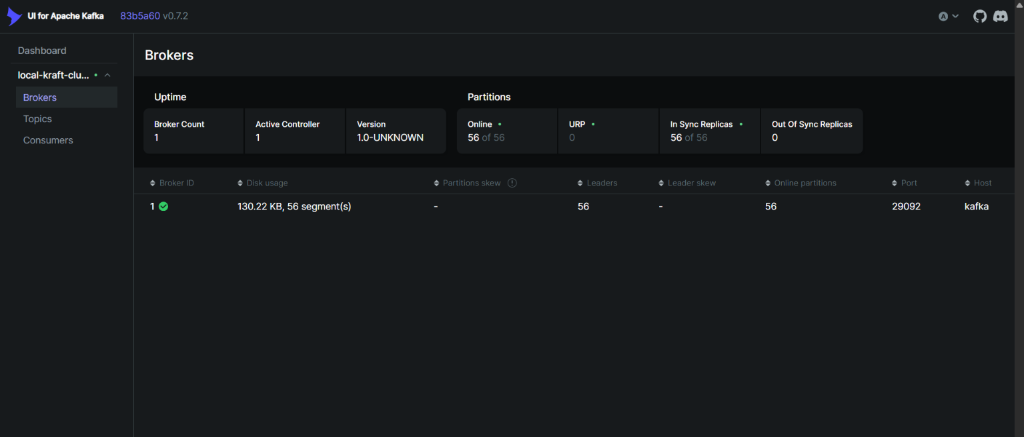 UI for Apache Kafka 83b5a60 v0.7.2 A
Dashboard
local-kraft-clu...
Brokers
Topics
Consumers
Brokers
Uptime
Broker Count
1
Active Controller
1
Version
1.0-UNKNOWN
Partitions
Online
56 of 56
URP
0
In Sync Replicas
56 of 56
Out Of Sync Replicas
0
Broker ID Disk usage Partitions skew Leaders Leader skew Online partitions Port Host
1 130.22 KB, 56 segment(s) - 56 - 56 29092 kafka